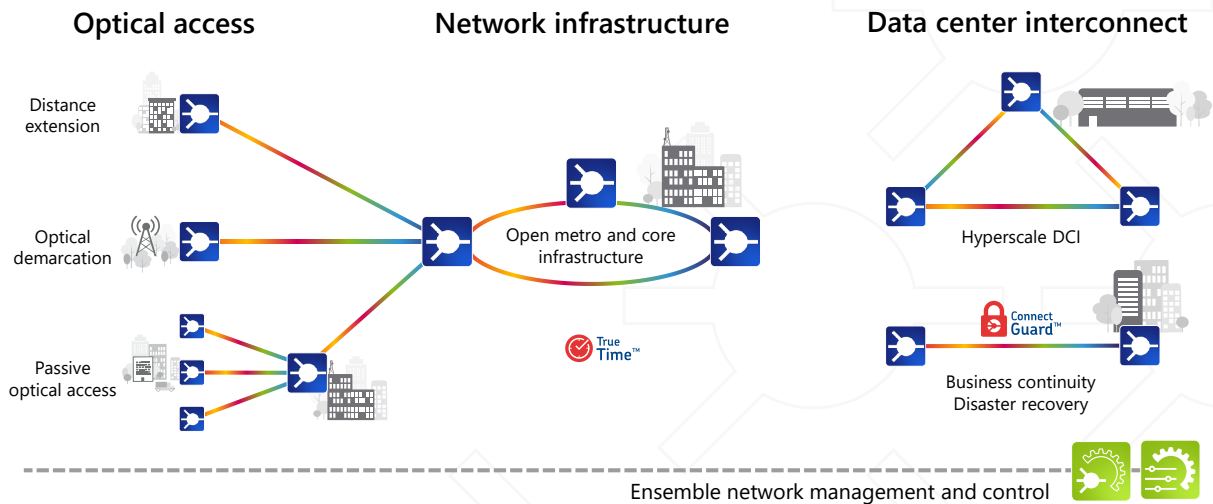 Optical access
Network infrastructure
Data center interconnect
Distance
extension
Optical
demarcation
Passive
optical access
Open metro and core
infrastructure
True
Time™
Hyperscale DCI
Connect
Guard™
Business continuity
Disaster recovery
Ensemble network management and control